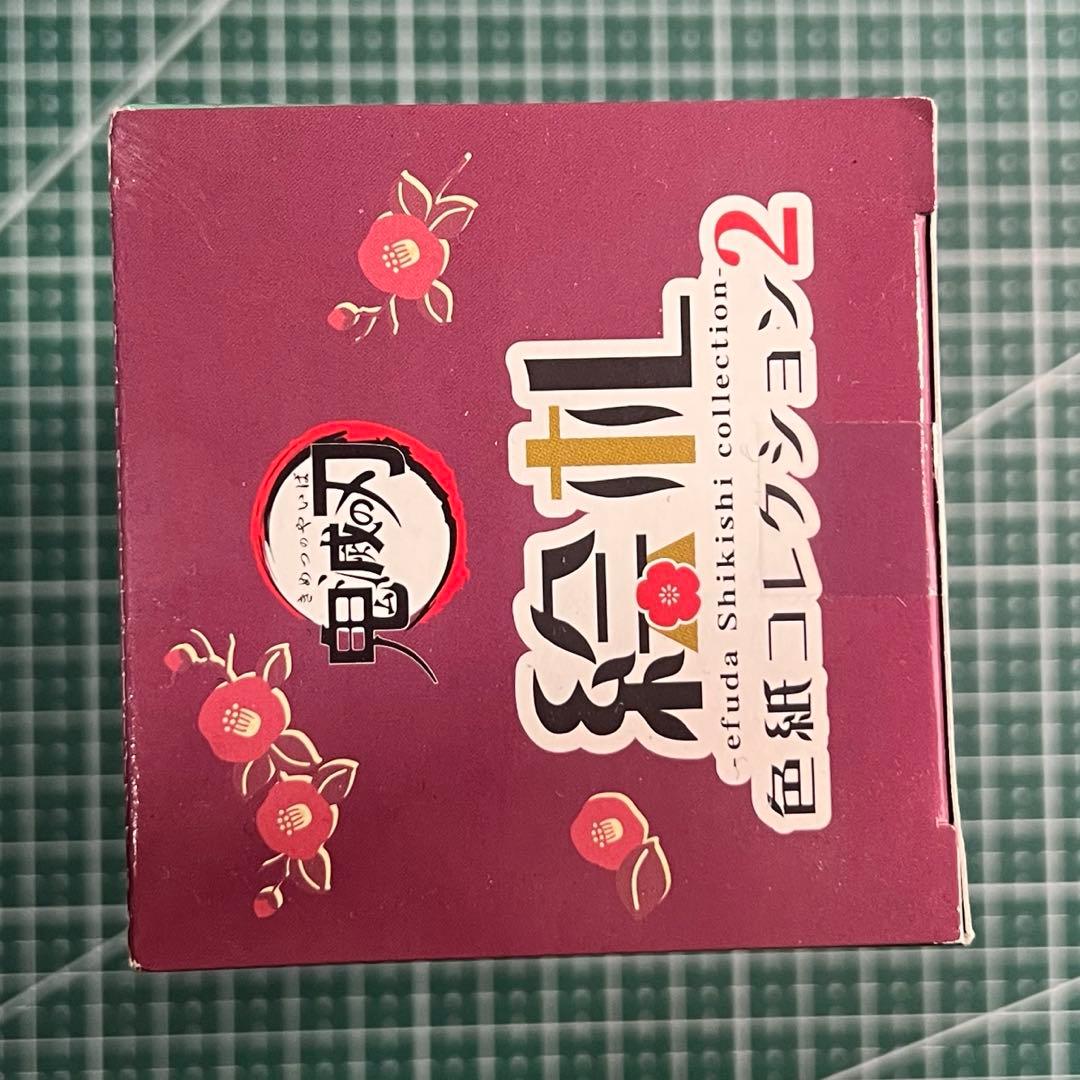 きめつのやいば
鬼滅の刃
絵札
-efuda Shikishi collection-
色紙コレクション2